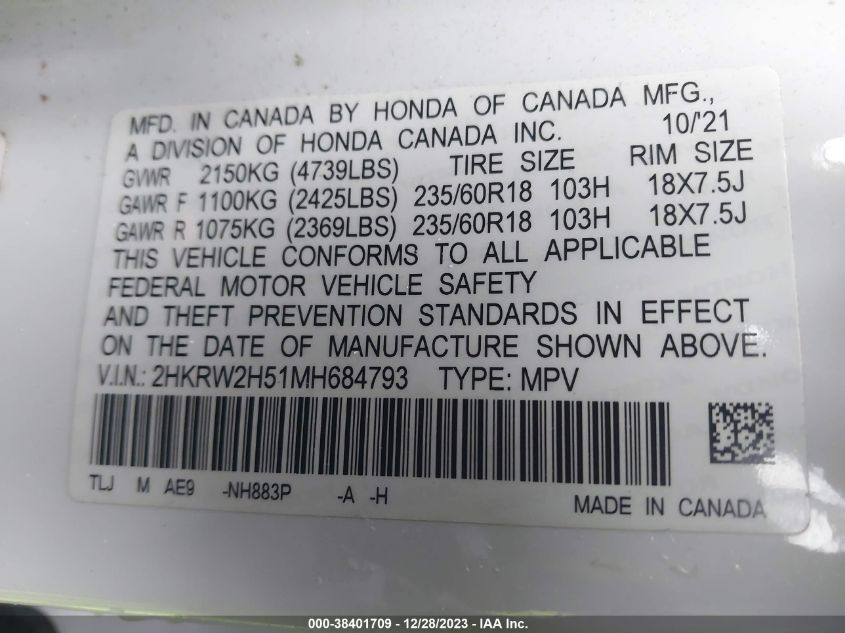 MFD. IN CANADA BY HONDA OF CANADA MFG.,
A DIVISION OF HONDA CANADA INC. 10/'21
GVWR 2150KG (4739LBS) TIRE SIZE RIM SIZE
GAWR F 1100KG (2425LBS) 235/60R18 103H 18X7.5J
GAWR R 1075KG (2369LBS) 235/60R18 103H 18X7.5J
THIS VEHICLE CONFORMS TO ALL APPLICABLE
FEDERAL MOTOR VEHICLE SAFETY
AND THEFT PREVENTION STANDARDS IN EFFECT
ON THE DATE OF MANUFACTURE SHOWN ABOVE.
V.I.N.: 2HKRW2H51MH684793 TYPE: MPV
TLJ M AE9 -NH883P -A -H
MADE IN CANADA
000-38401709 - 12/28/2023 - IAA Inc.